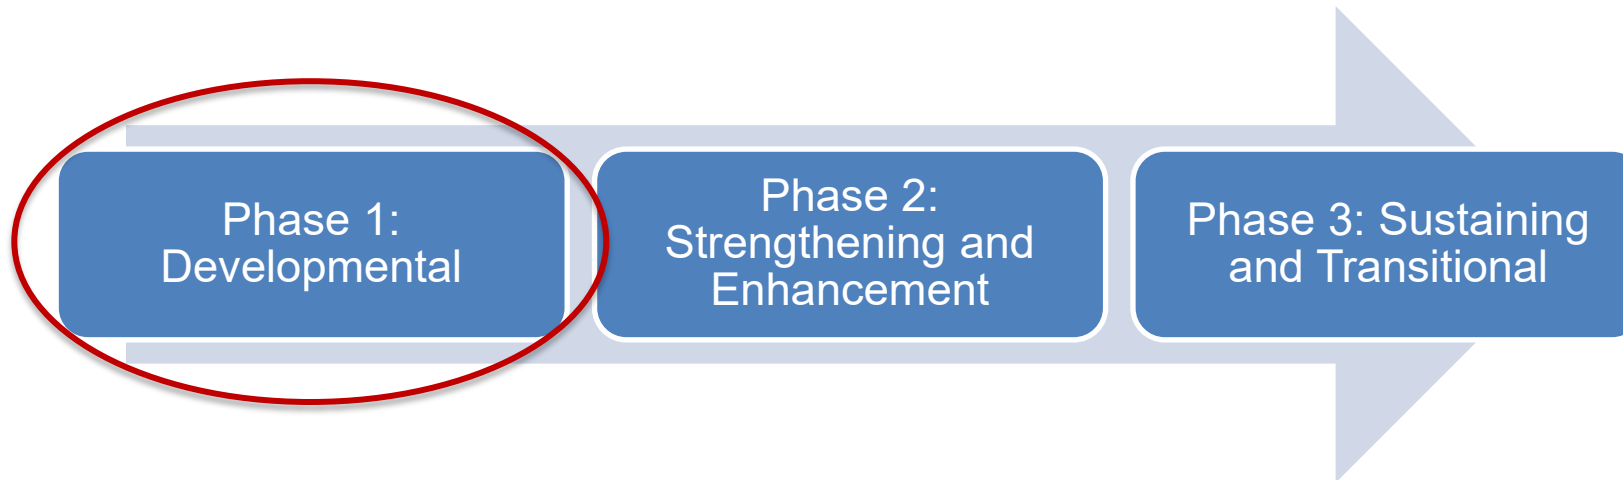 Phase 1:
Developmental
Phase 2:
Strengthening and
Enhancement
Phase 3: Sustaining
and Transitional